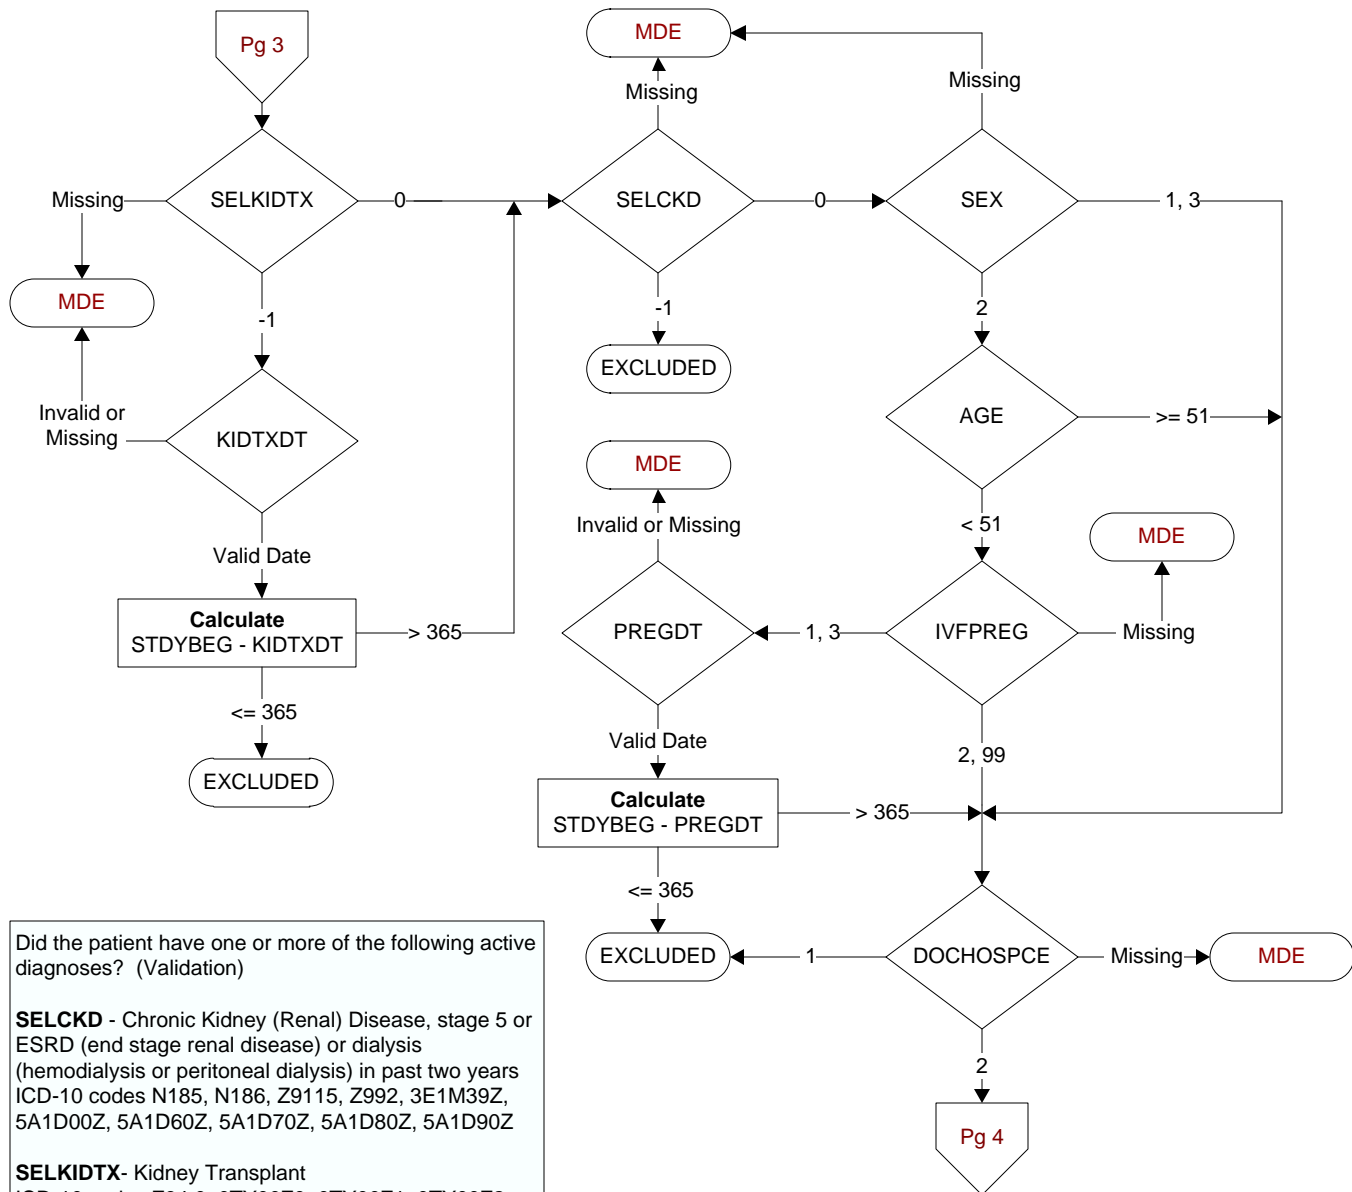 Pg 3
MDE
Missing
Missing
Missing
SELKIDTX
0
SELCKD
0
SEX
1, 3
MDE
-1
-1
2
EXCLUDED
Invalid or
Missing
KIDTXDT
AGE
>= 51
MDE
Invalid or Missing
< 51
MDE
Valid Date
Calculate
STDYBEG - KIDTXDT
> 365
PREGDT
1, 3
IVFPREG
Missing
<= 365
Valid Date
2, 99
EXCLUDED
Calculate
STDYBEG - PREGDT
> 365
<= 365
EXCLUDED
1
DOCHOSPCE
Missing
MDE
2
Pg 4
Did the patient have one or more of the following active
diagnoses? (Validation)
SELCKD - Chronic Kidney (Renal) Disease, stage 5 or
ESRD (end stage renal disease) or dialysis
(hemodialysis or peritoneal dialysis) in past two years
ICD-10 codes N185, N186, Z9115, Z992, 3E1M39Z,
5A1D00Z, 5A1D60Z, 5A1D70Z, 5A1D80Z, 5A1D90Z
SELKIDTX- Kidney Transplant